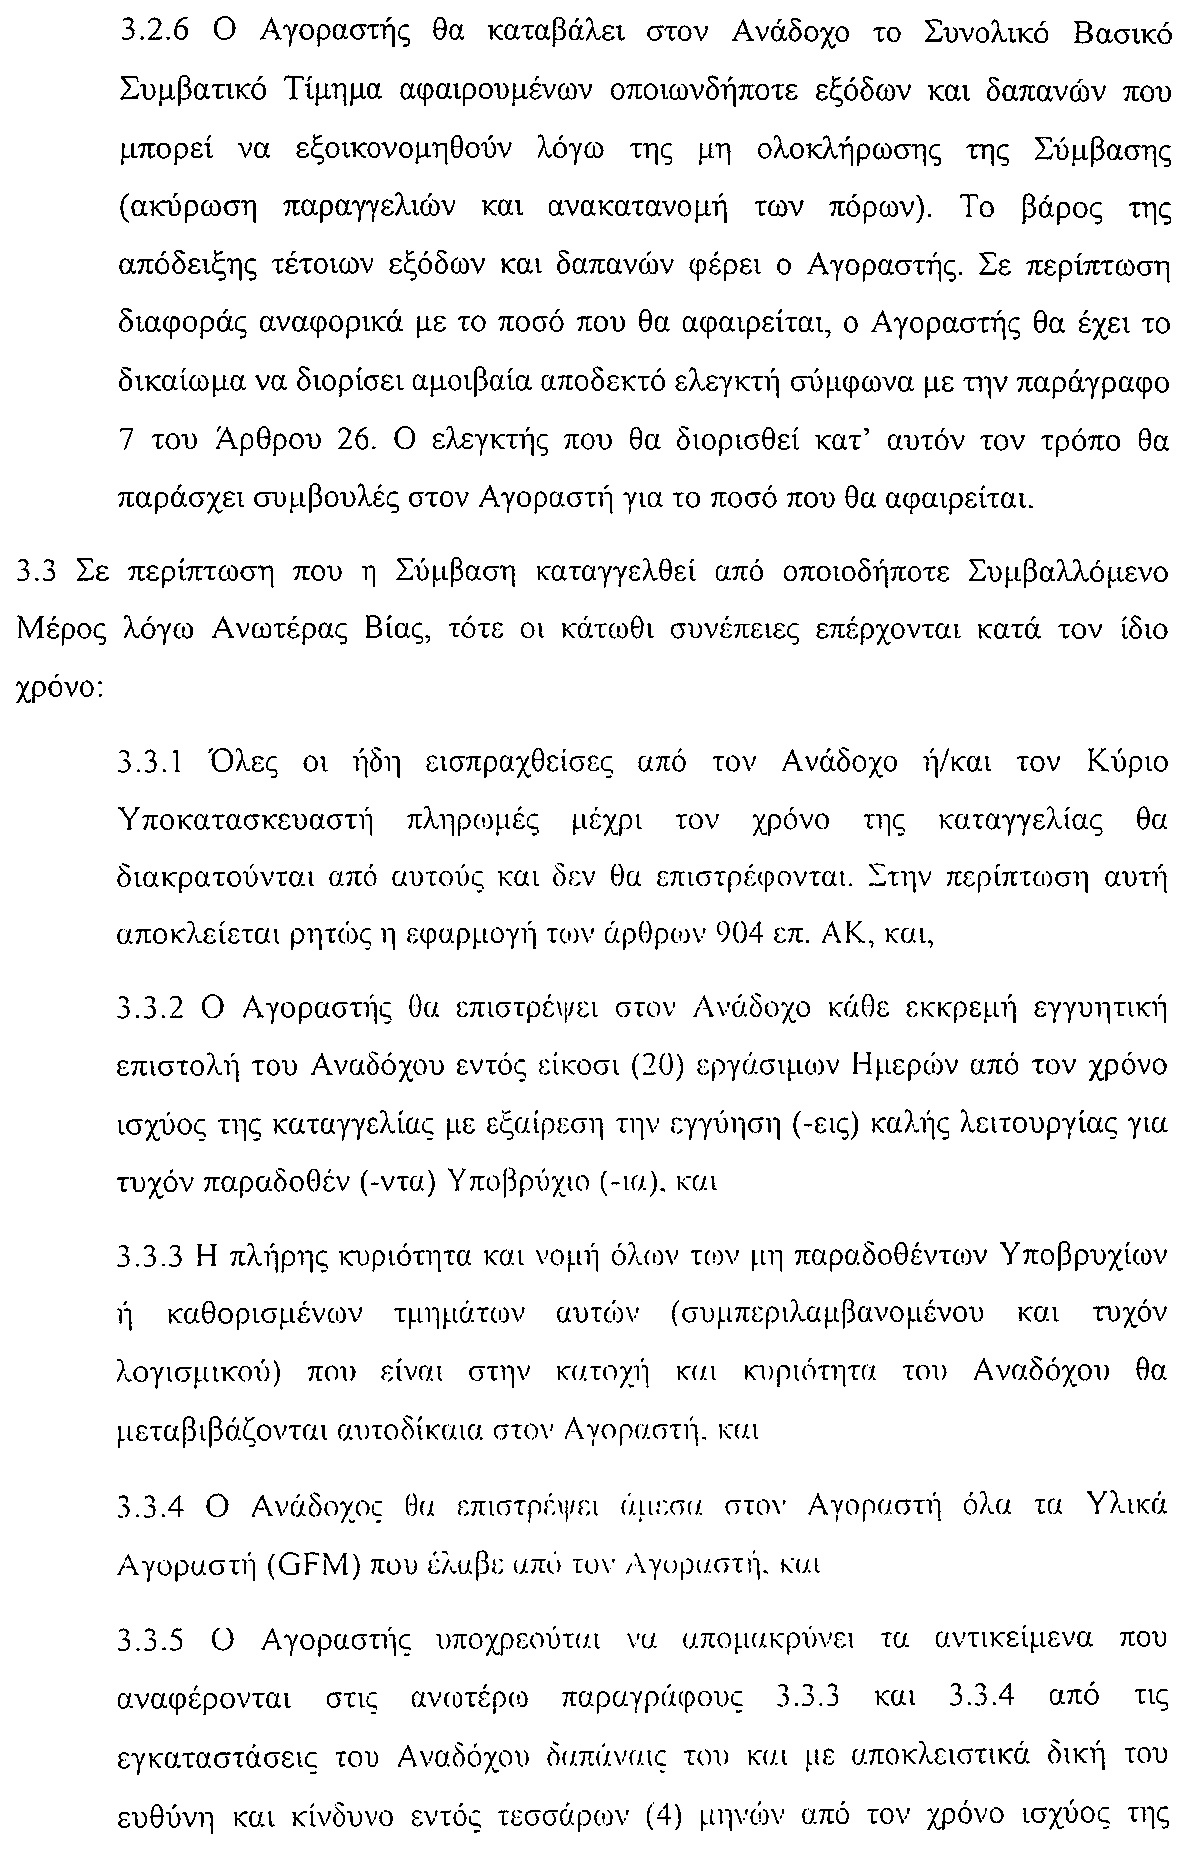 3.2.6 Ο Αγοραστής θα καταβάλει στον Ανάδοχο το Συνολικό Βασικό
Συμβατικό Τίμημα αφαιρουμένων οποιωνδήποτε εξόδων και δαπανών που
μπορεί να εξοικονομηθούν λόγω της μη ολοκλήρωσης της Σύμβασης
(ακύρωση παραγγελιών και ανακατανομή των πόρων). Το βάρος της
απόδειξης τέτοιων εξόδων και δαπανών φέρει ο Αγοραστής. Σε περίπτωση
διαφοράς αναφορικά με το ποσό που θα αφαιρείται, ο Αγοραστής θα έχει το
δικαίωμα να διορίσει αμοιβαία αποδεκτό ελεγκτή σύμφωνα με την παράγραφο
7 του Άρθρου 26. Ο ελεγκτής που θα διορισθεί κατ’ αυτόν τον τρόπο θα
παράσχει συμβουλές στον Αγοραστή για το ποσό που θα αφαιρείται.
3.3 Σε περίπτωση που η Σύμβαση καταγγελθεί από οποιοδήποτε Συμβαλλόμενο
Μέρος λόγω Ανωτέρας Βίας, τότε οι κάτωθι συνέπειες επέρχονται κατά τον ίδιο
χρόνο:
3.3.1 Όλες οι ήδη εισπραχθείσες από τον Ανάδοχο ή/και τον Κύριο
Υποκατασκευαστή πληρωμές μέχρι τον χρόνο της καταγγελίας θα
διακρατούνται από αυτούς και δεν θα επιστρέφονται. Στην περίπτωση αυτή
αποκλείεται ρητώς η εφαρμογή των άρθρων 904 επ. ΑΚ, και,
3.3.2 Ο Αγοραστής θα επιστρέψει στον Ανάδοχο κάθε εκκρεμή εγγυητική
επιστολή του Αναδόχου εντός είκοσι (20) εργάσιμων Ημερών από τον χρόνο
ισχύος της καταγγελίας με εξαίρεση την εγγύηση (-εις) καλής λειτουργίας για
τυχόν παραδοθέν (-ντα) Υποβρύχιο (-ια), και
3.3.3 Η πλήρης κυριότητα και νομή όλων των μη παραδοθέντων Υποβρυχίων
ή καθορισμένων τμημάτων αυτών (συμπεριλαμβανομένου και τυχόν
λογισμικού) που είναι στην κατοχή και κυριότητα του Αναδόχου θα
μεταβιβάζονται αυτοδίκαια στον Αγοραστή, και
3.3.4 Ο Ανάδοχος θα επιστρέψει άμεσα στον Αγοραστή όλα τα Υλικά
Αγοραστή (GFM) που έλαβε από τον Αγοραστή, και
3.3.5 Ο Αγοραστής υποχρεούται να απομακρύνει τα αντικείμενα που
αναφέρονται στις ανωτέρω παραγράφους 3.3.3 και 3.3.4 από τις
εγκαταστάσεις του Αναδόχου δαπάναις του και με αποκλειστικά δική του
ευθύνη και κίνδυνο εντός τεσσάρων (4) μηνών από τον χρόνο ισχύος της